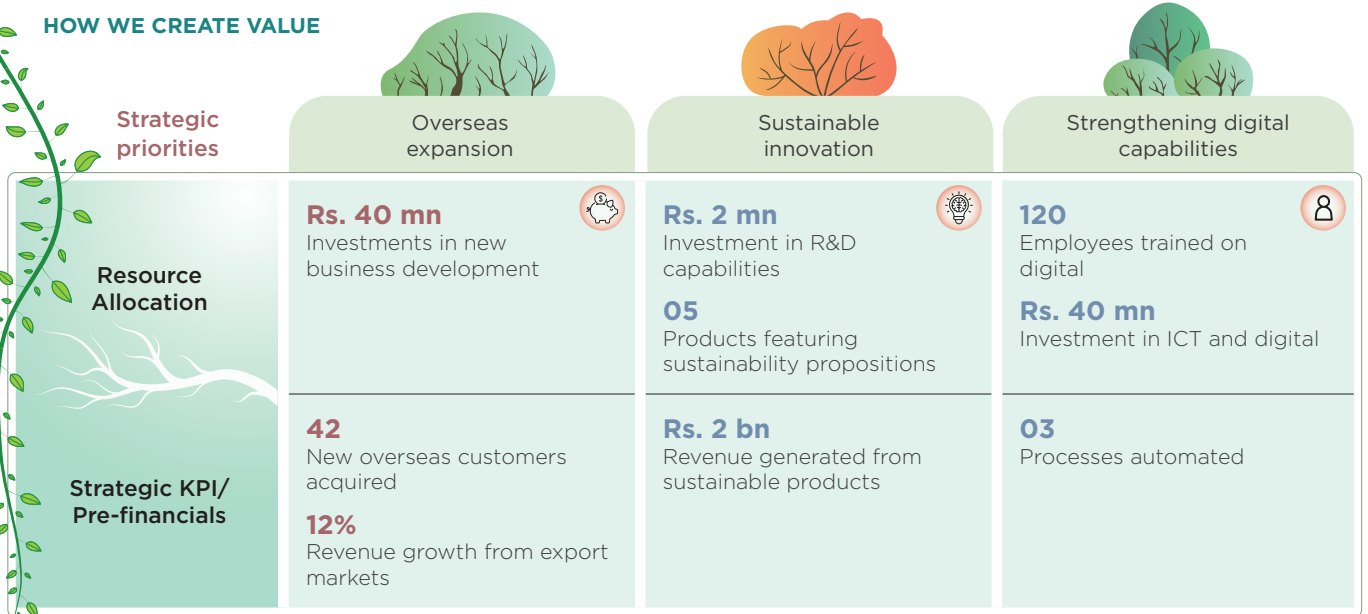 HOW WE CREATE VALUE
Strategic
priorities
Overseas
expansion
Sustainable
innovation
Strengthening digital
capabilities
Resource
Allocation
Rs. 40 mn
Investments in new
business development
Rs. 2 mn
Investment in R&D
capabilities
05
Products featuring
sustainability propositions
120
Employees trained on
digital
Rs. 40 mn
Investment in ICT and digital
Strategic KPI/
Pre-financials
42
New overseas customers
acquired
12%
Revenue growth from export
markets
Rs. 2 bn
Revenue generated from
sustainable products
03
Processes automated